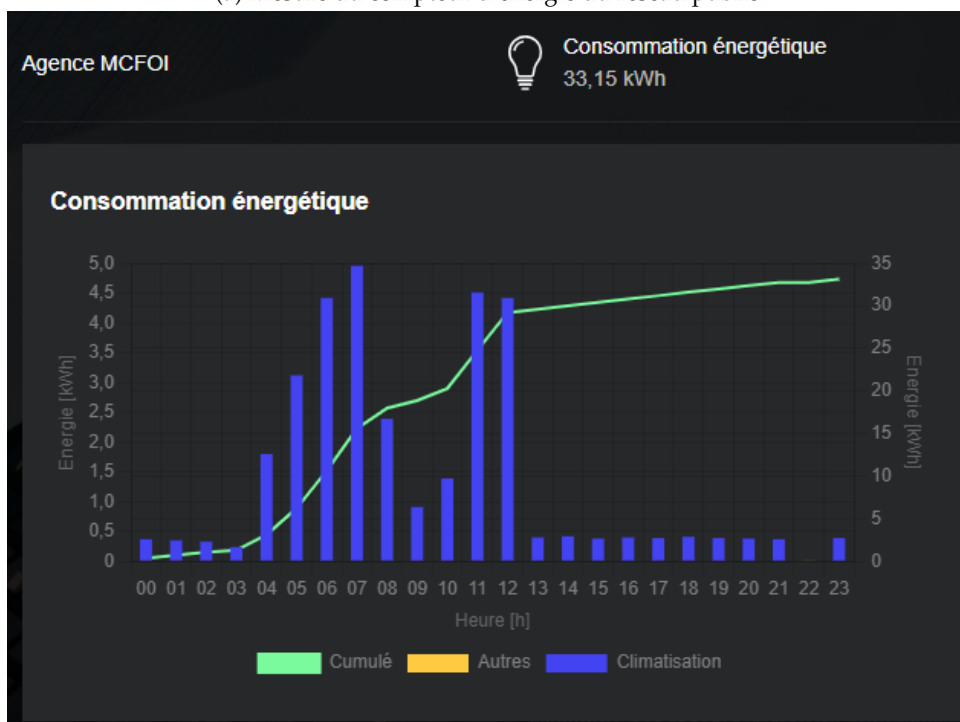 Agence MCFOI
Consommation énergétique
33,15 kWh
Consommation énergétique
5,0
4,5
4,0
3,5
3,0
2,5
2,0
1,5
1,0
0,5
0
Energie [kWh]
35
30
25
20
15
10
5
0
Energie [kWh]
00 01 02 03 04 05 06 07 08 09 10 11 12 13 14 15 16 17 18 19 20 21 22 23
Heure [h]
Cumulé Autres Climatisation